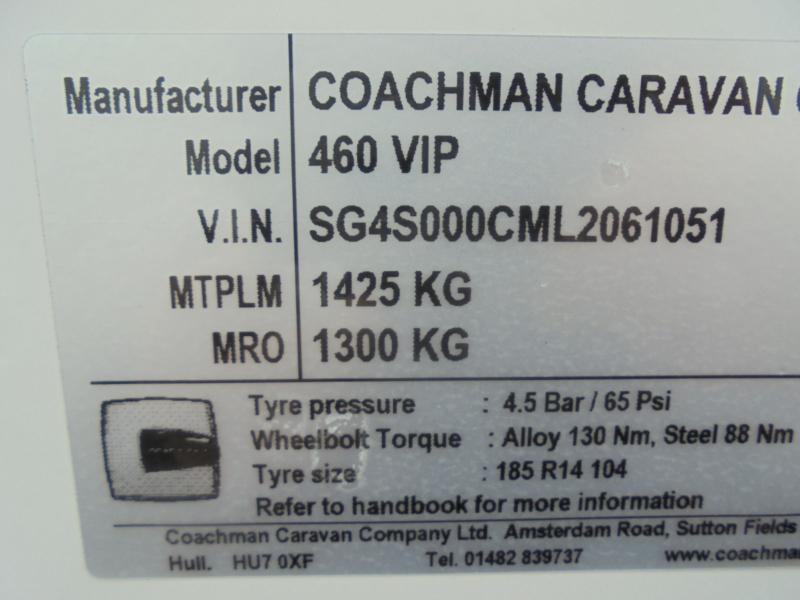 Manufacturer COACHMAN CARAVAN
Model 460 VIP
V.I.N. SG4S000CML2061051
MTPLM 1425 KG
MRO 1300 KG
Tyre pressure : 4.5 Bar / 65 Psi
Wheelbolt Torque : Alloy 130 Nm, Steel 88 Nm
Tyre size : 185 R14 104
Refer to handbook for more information
Coachman Caravan Company Ltd. Amsterdam Road, Sutton Fields
Hull. HU7 0XF Tel. 01482 839737 www.coachma